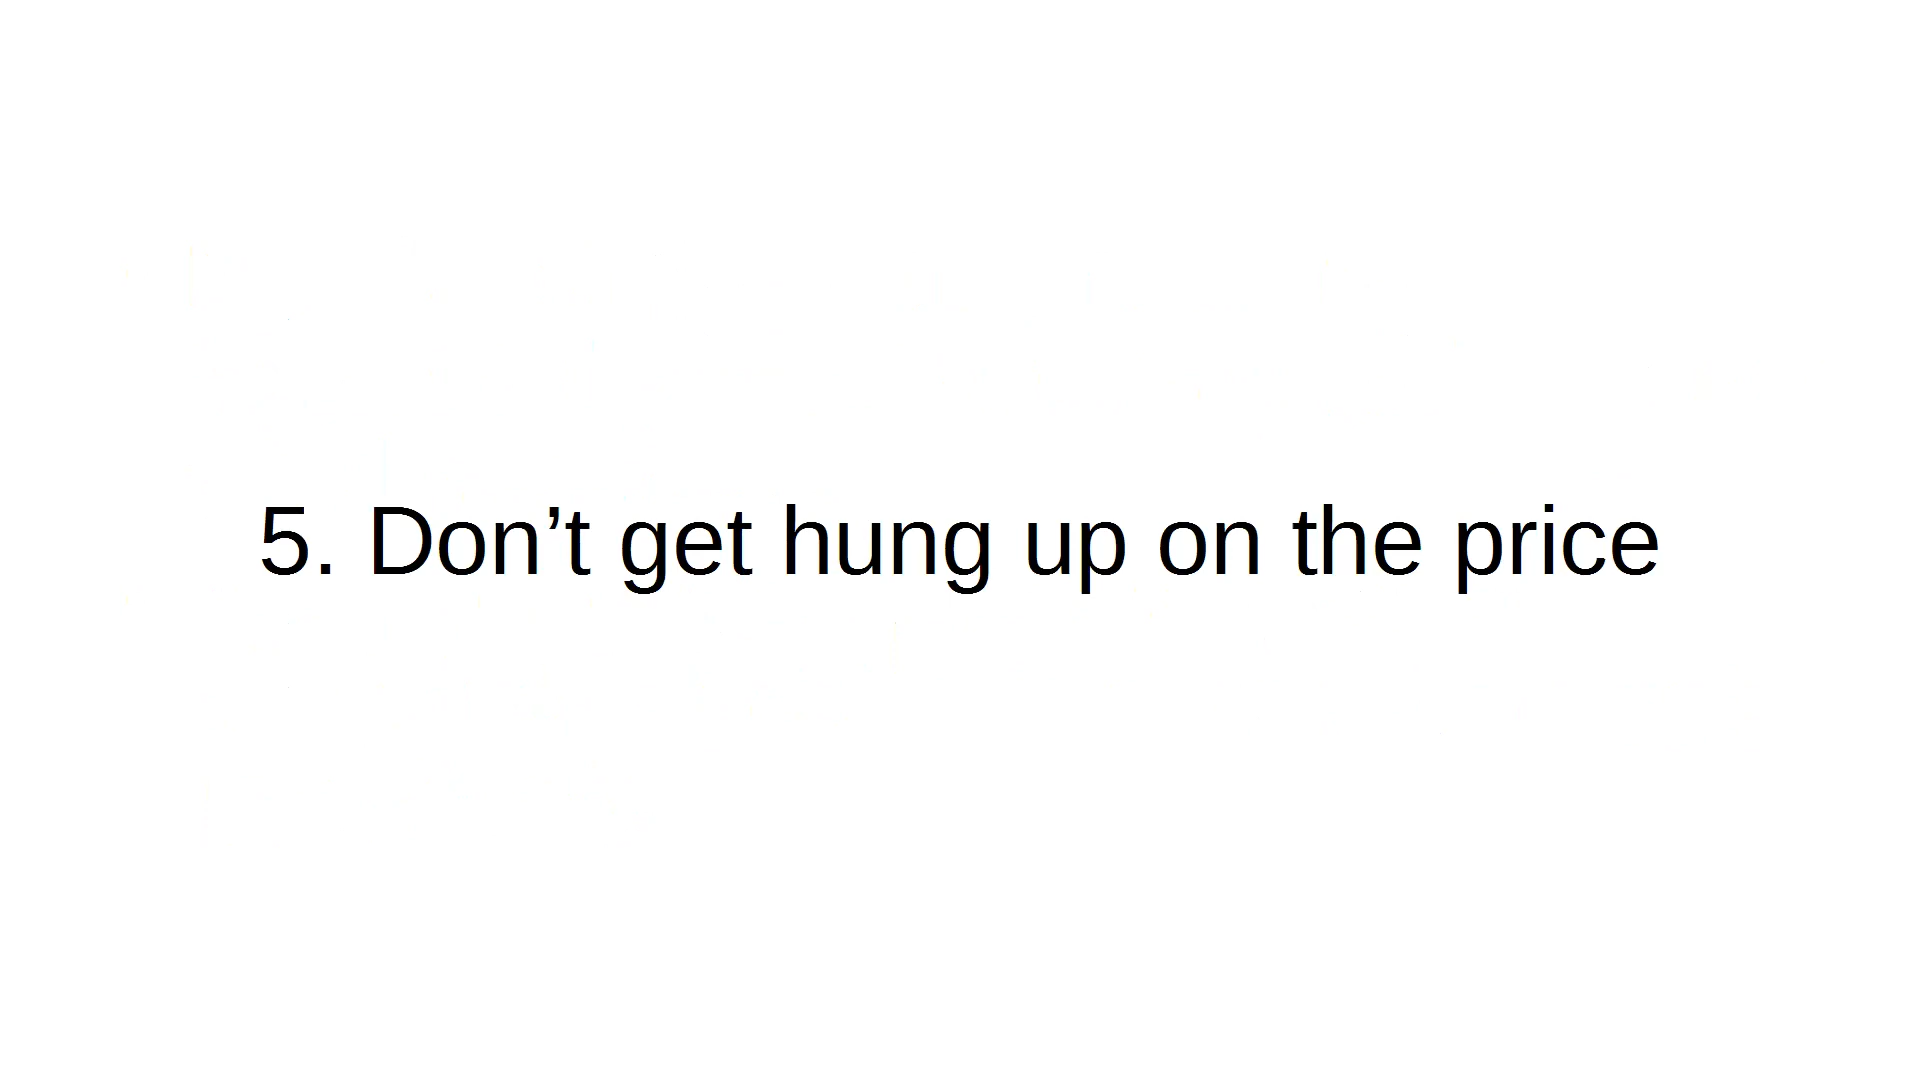 5. Don’t get hung up on the price